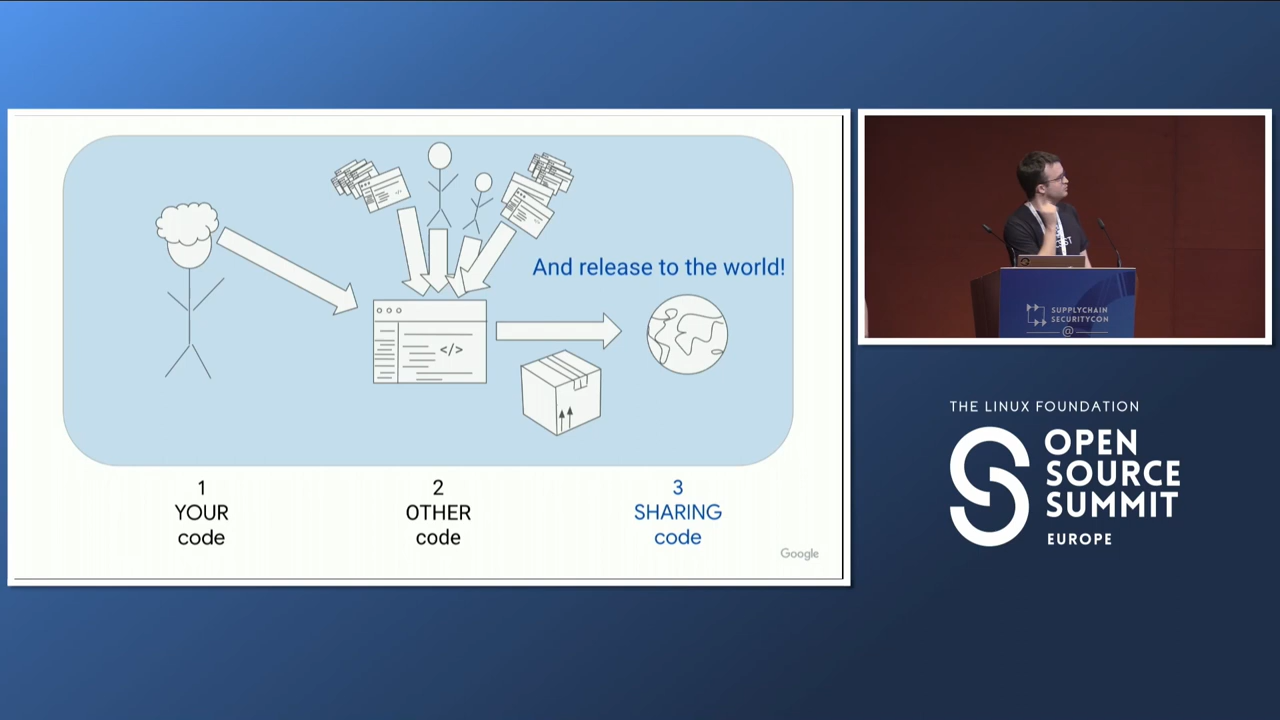 And release to the world!
</>
1
YOUR
code
2
OTHER
code
3
SHARING
code
Google
SUPPLYCHAIN
SECURITYCON
@
THE LINUX FOUNDATION
OPEN
SOURCE
SUMMIT
EUROPE